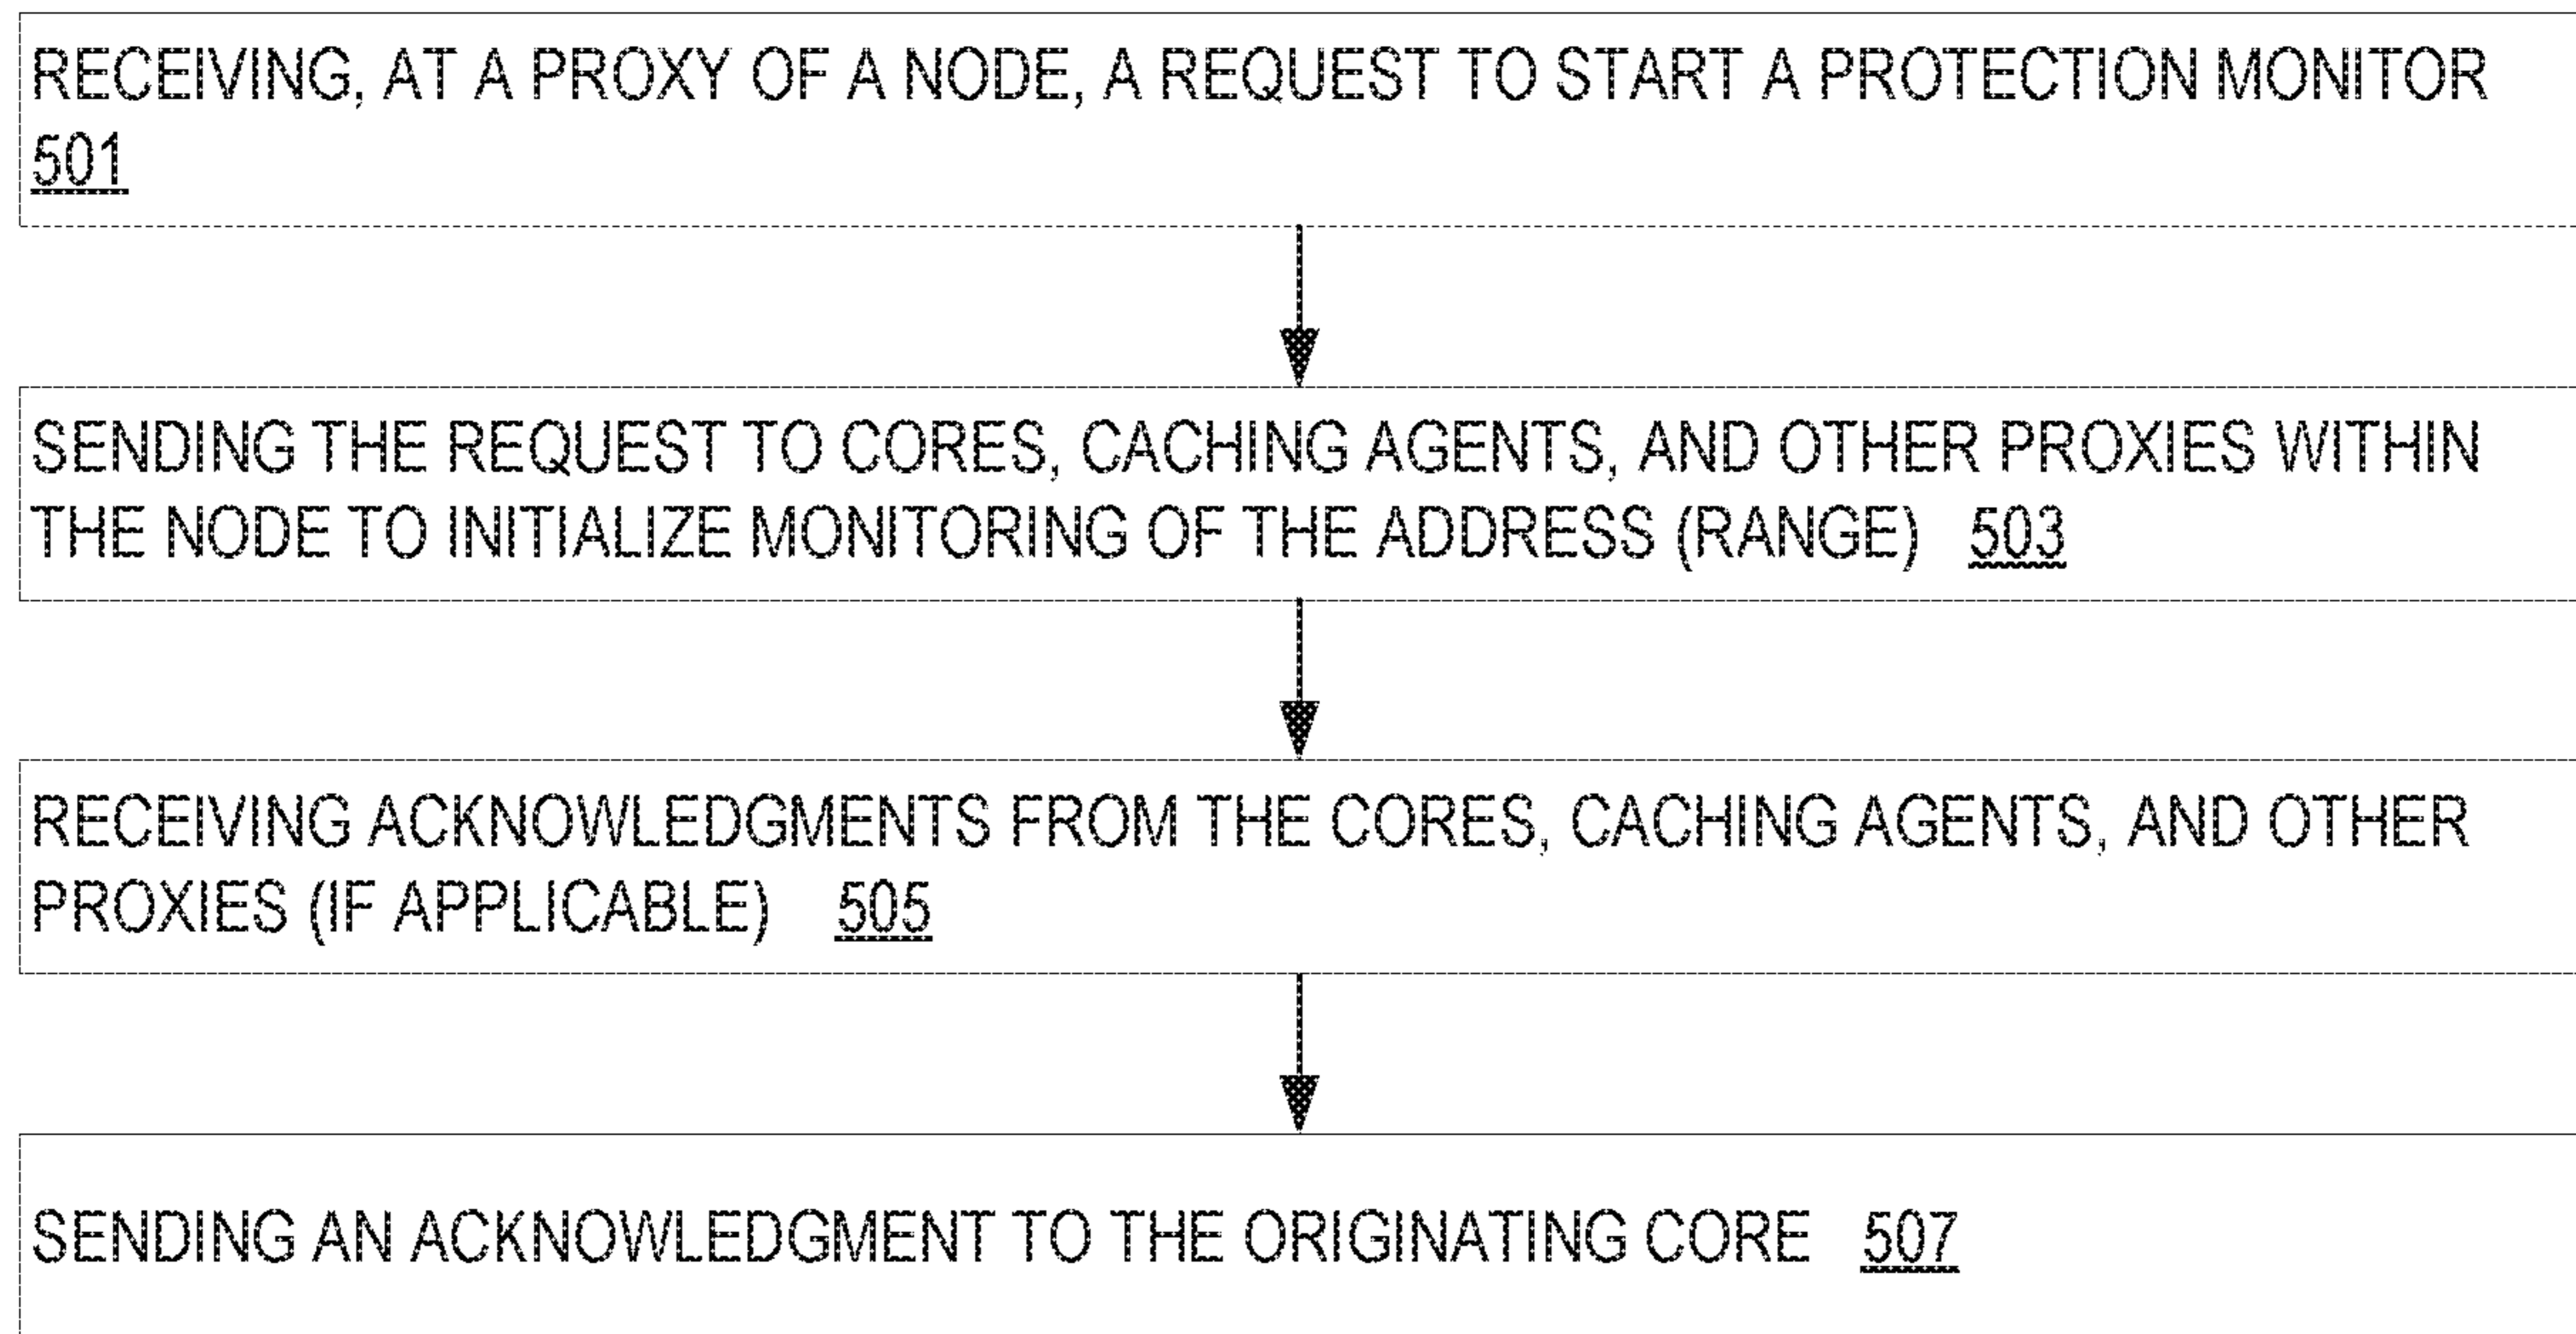 RECEIVING, AT A PROXY OF A NODE, A REQUEST TO START A PROTECTION MONITOR
501
SENDING THE REQUEST TO CORES, CACHING AGENTS, AND OTHER PROXIES WITHIN
THE NODE TO INITIALIZE MONITORING OF THE ADDRESS (RANGE) 503
RECEIVING ACKNOWLEDGMENTS FROM THE CORES, CACHING AGENTS, AND OTHER
PROXIES (IF APPLICABLE) 505
SENDING AN ACKNOWLEDGMENT TO THE ORIGINATING CORE 507